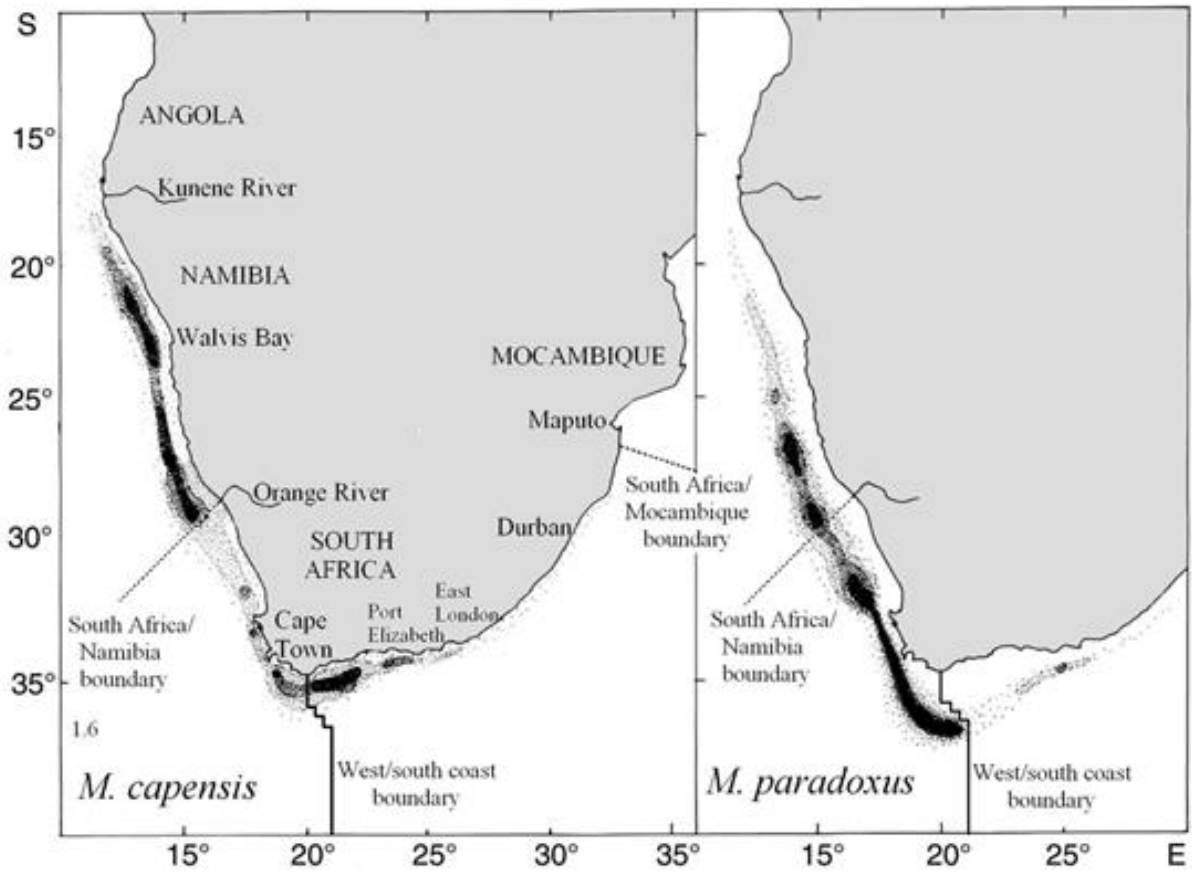 S
15°
20°
25°
30°
35°
ANGOLA
Kunene River
NAMIBIA
Walvis Bay
MOCAMBIQUE
Maputo
Orange River
Durban
SOUTH
AFRICA
East
London
Port
Elizabeth
Cape
Town
South Africa/
Namibia
boundary
South Africa/
Mocambique
boundary
1.6
M. capensis
West/south coast
boundary
15°
20°
25°
30°
35°
South Africa/
Namibia
boundary
M. paradoxus
West/south coast
boundary
15°
20°
25°
E